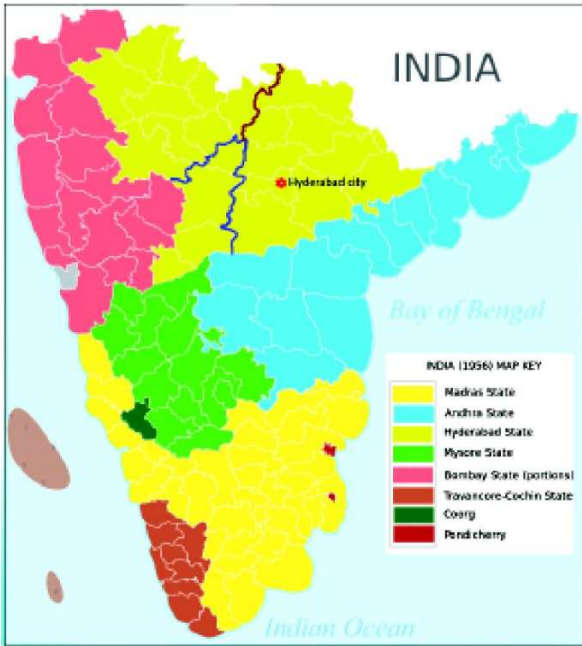 INDIA
Hyderabad city
Bay of Bengal
INDIA (1956) MAP KEY
Madras State
Andhra State
Hyderabad State
Mysore State
Bombay State (portions)
Travancore-Cochin State
Coorg
Pondicherry
Indian Ocean